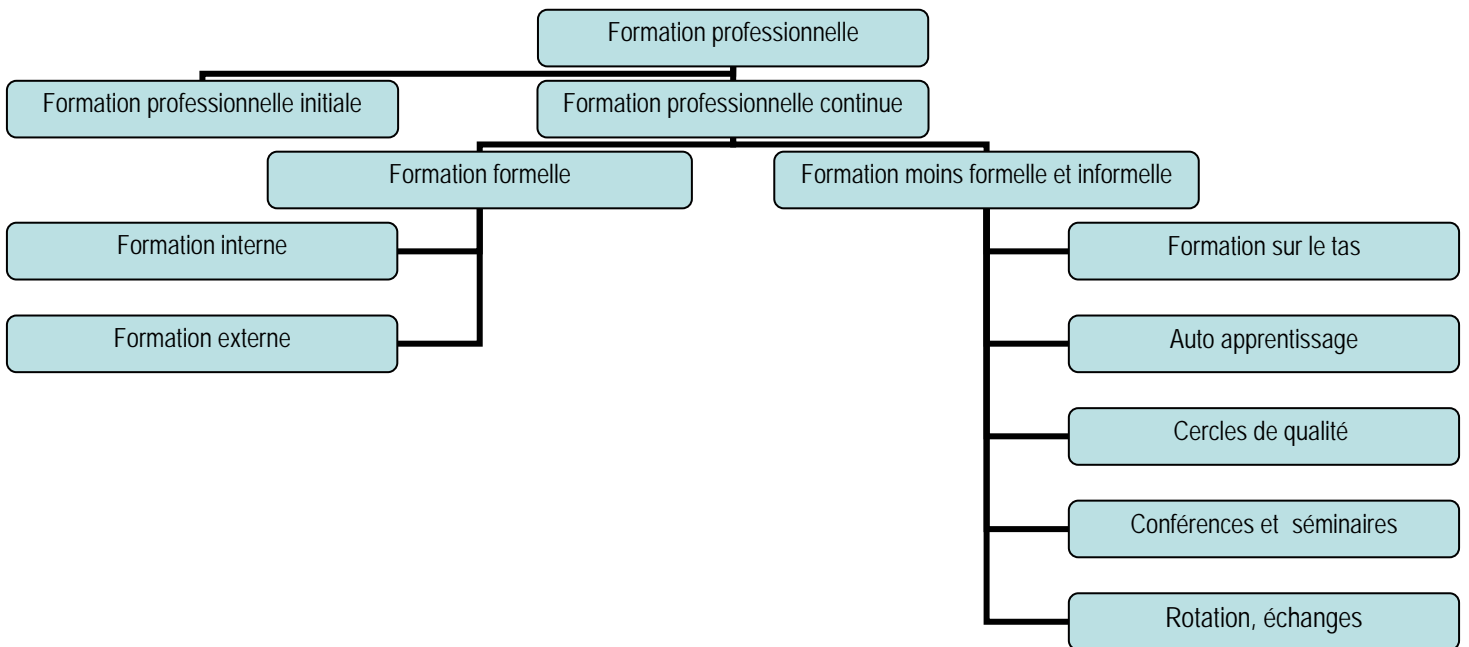 Formation professionnelle
Formation professionnelle initiale
Formation professionnelle continue
Formation formelle
Formation moins formelle et informelle
Formation interne
Formation externe
Formation sur le tas
Auto apprentissage
Cercles de qualité
Conférences et  séminaires
Rotation, échanges